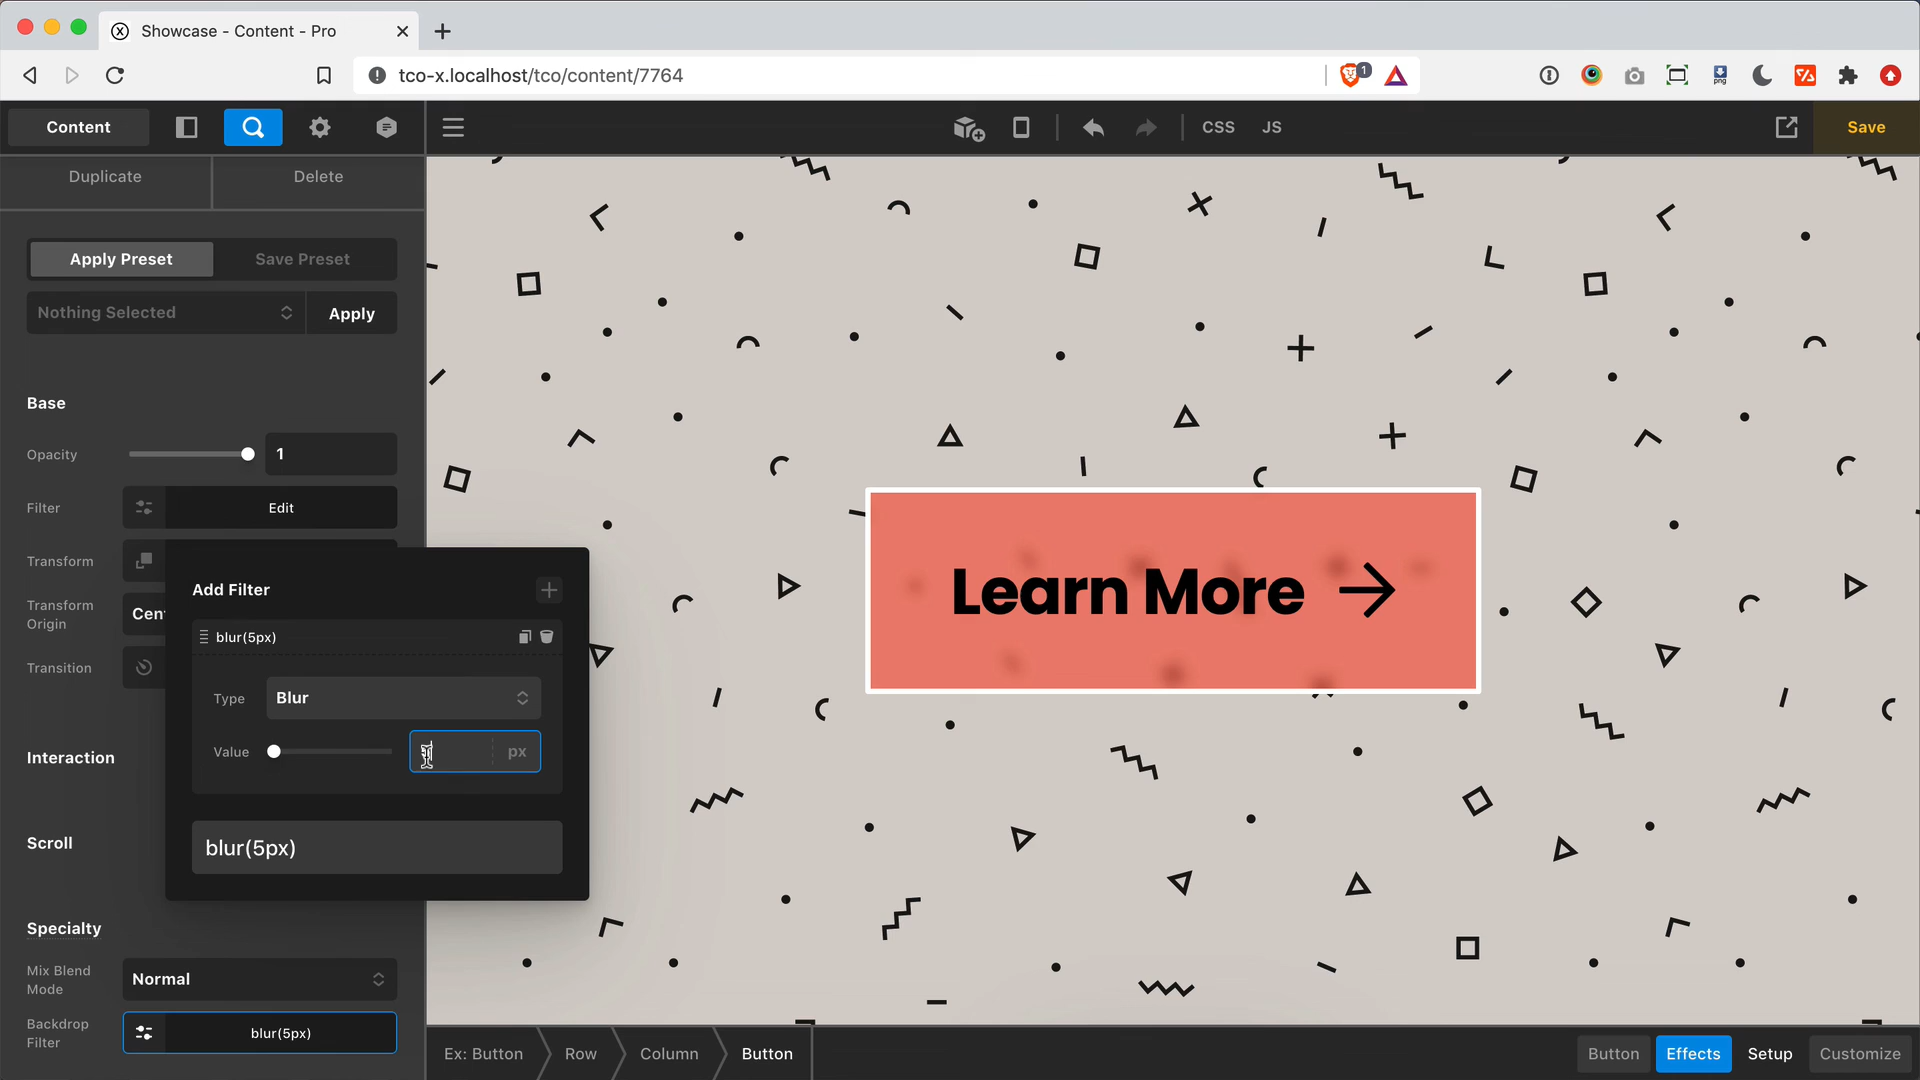 Showcase - Content - Pro
tco-x.localhost/tco/content/7764
1
png
Content
CSS
JS
Save
Duplicate
Delete
Apply Preset
Save Preset
Nothing Selected
Apply
Base
Opacity
1
Filter
Edit
Transform
Transform
Origin
Cent
Transition
Add Filter
blur(5px)
Type
Blur
Value
px
blur(5px)
Interaction
Scroll
Specialty
Mix Blend
Mode
Normal
Backdrop
Filter
blur(5px)
Learn More →
Ex: Button
Row
Column
Button
Button
Effects
Setup
Customize